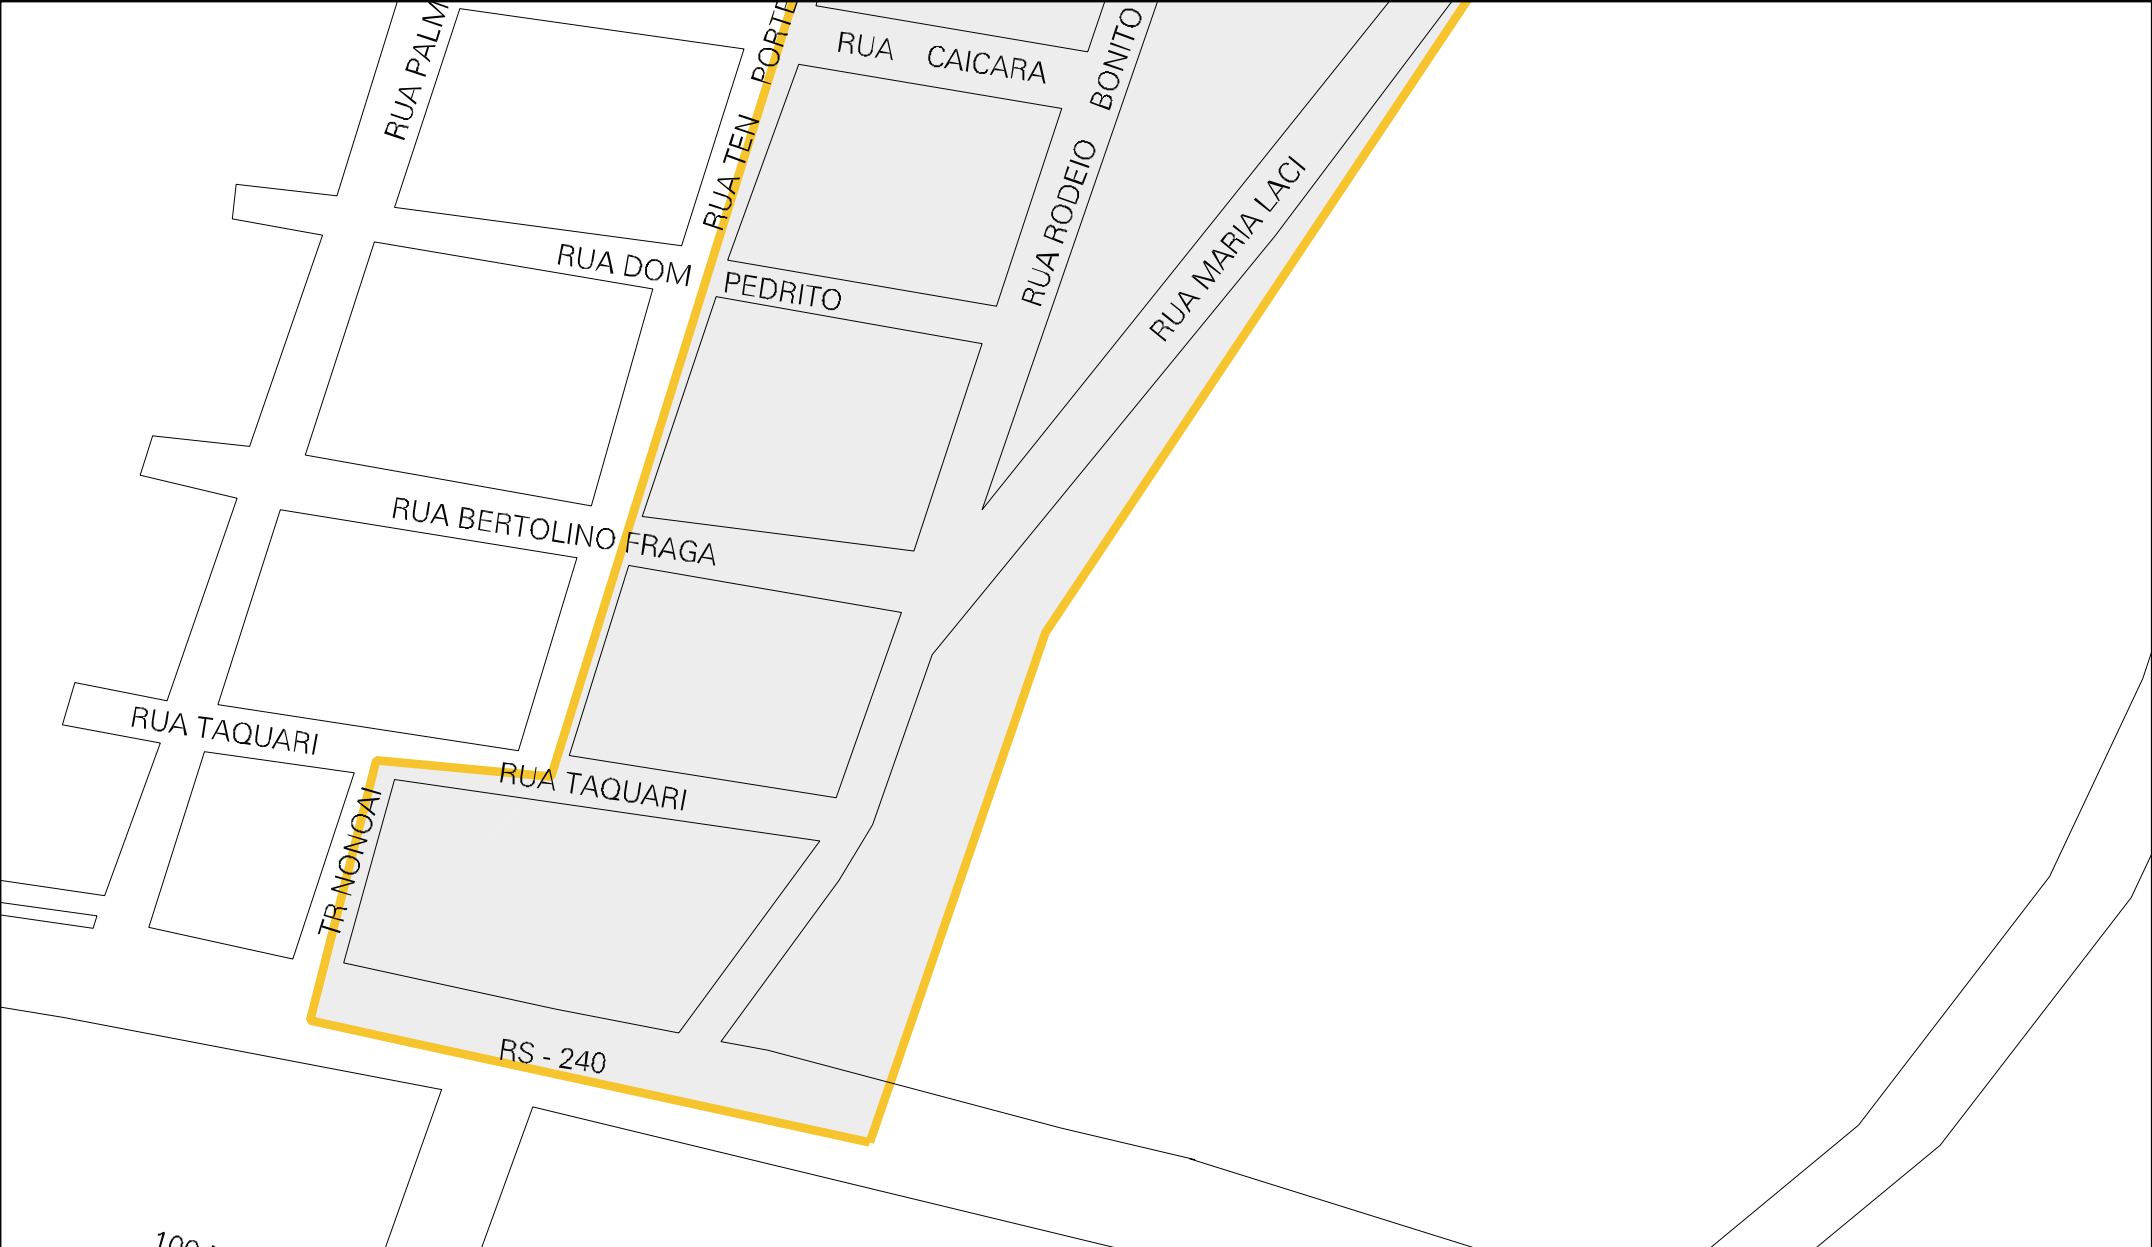 RUA PALM
RUA TEN PORTE
RUA CAICARA
RUA RODEIO BONITO
RUA MARIA LACI
RUA DOM PEDRITO
RUA BERTOLINO FRAGA
RUA TAQUARI
RUA TAQUARI
TR NONOAI
RS - 240